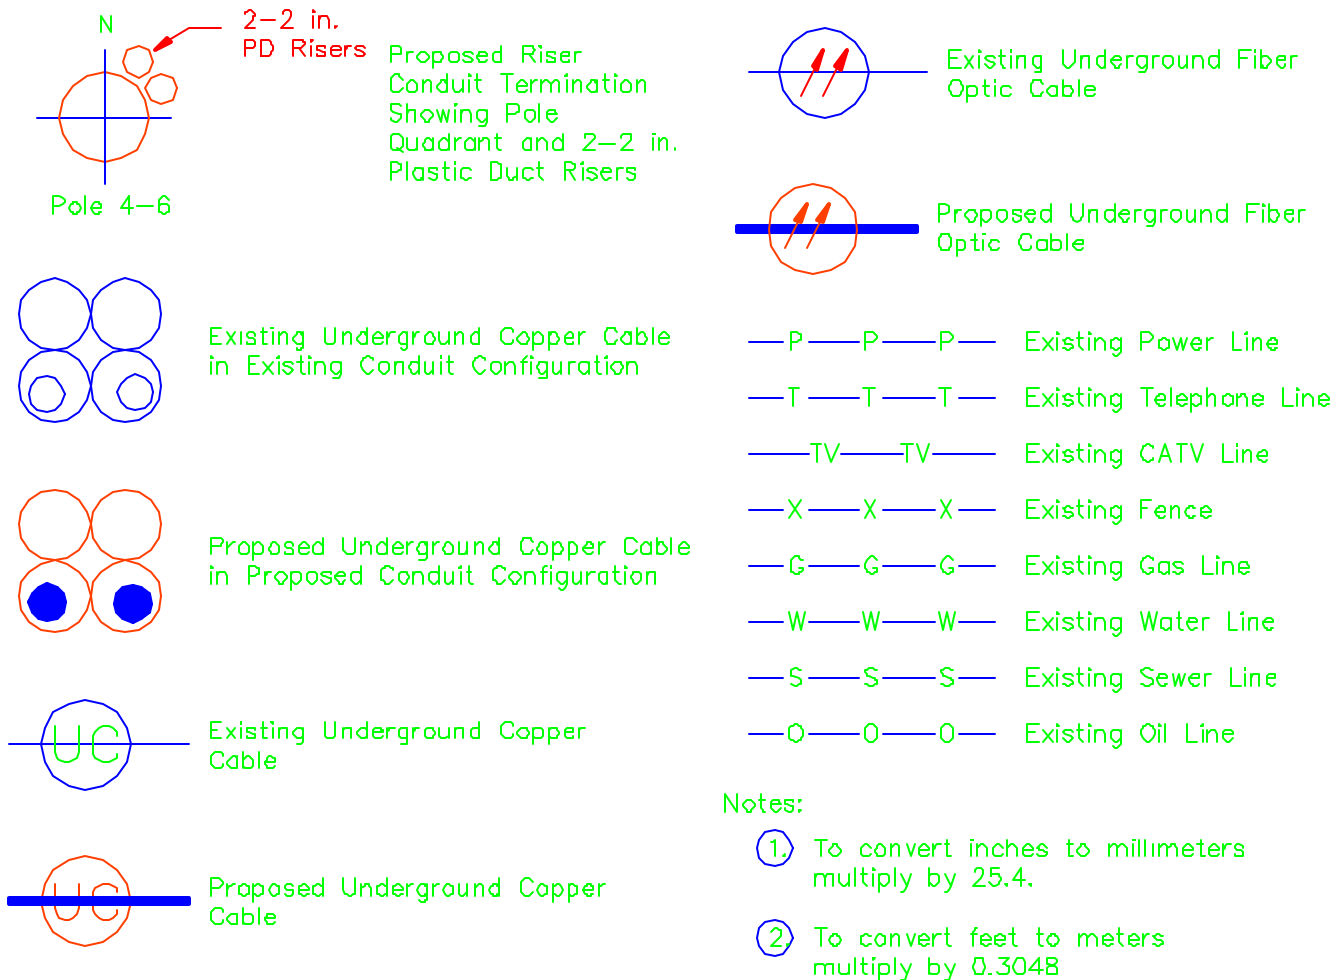 N
2-2 in.
PD Risers
Pole 4-6
Proposed Riser
Conduit Termination
Showing Pole
Quadrant and 2-2 in.
Plastic Duct Risers
Existing Underground Copper Cable
in Existing Conduit Configuration
Proposed Underground Copper Cable
in Proposed Conduit Configuration
UC
Existing Underground Copper
Cable
UC
Proposed Underground Copper
Cable
Existing Underground Fiber
Optic Cable
Proposed Underground Fiber
Optic Cable
P P P Existing Power Line
T T T Existing Telephone Line
TV TV Existing CATV Line
X X X Existing Fence
G G G Existing Gas Line
W W W Existing Water Line
S S S Existing Sewer Line
O O O Existing Oil Line
Notes:
1. To convert inches to millimeters
multiply by 25.4.
2. To convert feet to meters
multiply by 0.3048